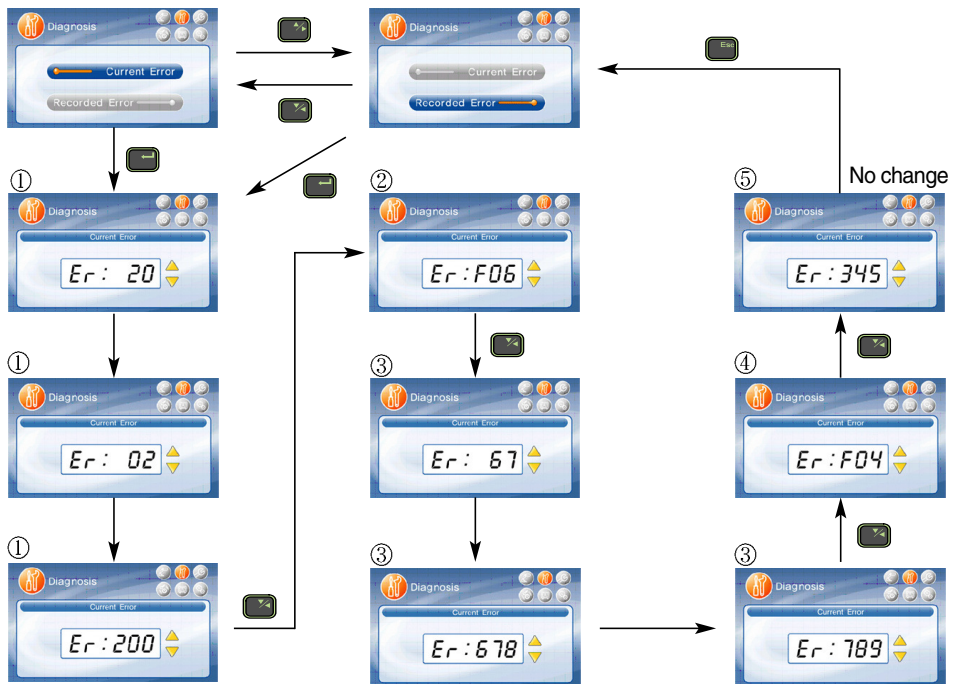 Diagnosis
Current Error
Recorded Error
Diagnosis
Current Error
Recorded Error
Esc
①
Diagnosis
Current Error
Er: 20
②
Diagnosis
Current Error
Er:F06
⑤
No change
Diagnosis
Current Error
Er:345
①
Diagnosis
Current Error
Er: 02
③
Diagnosis
Current Error
Er: 67
④
Diagnosis
Current Error
Er:F04
①
Diagnosis
Current Error
Er:200
③
Diagnosis
Current Error
Er:678
③
Diagnosis
Current Error
Er:789